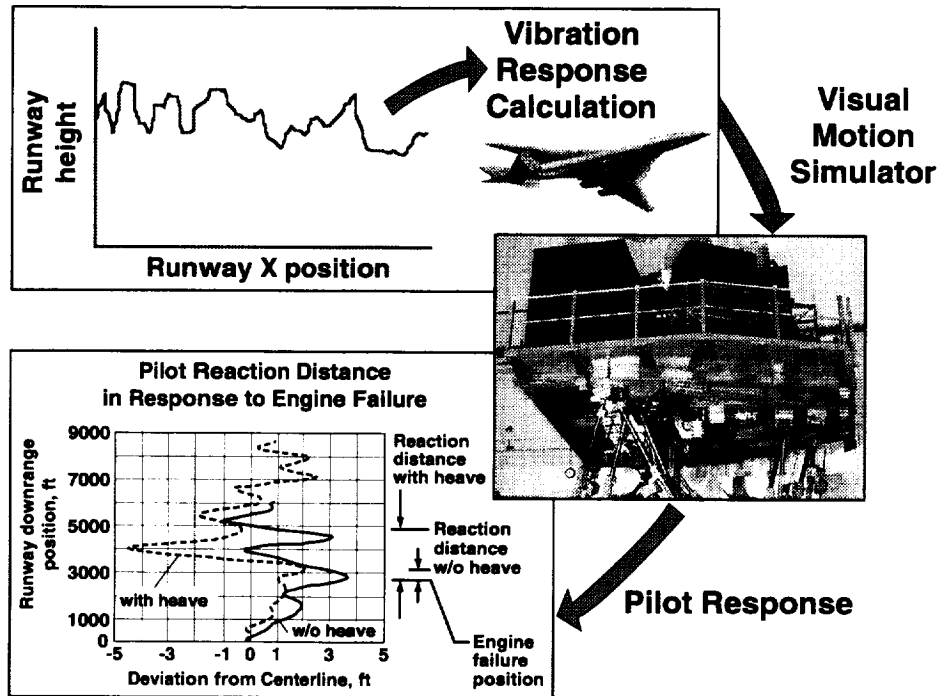 Vibration
Response
Calculation
Runway
height
Runway X position
Visual
Motion
Simulator
Pilot Reaction Distance
in Response to Engine Failure
Runway downrange
position, ft
9000
7000
5000
3000
1000
0
-5
-3
-1
0
1
3
5
Deviation from Centerline, ft
with heave
w/o heave
Reaction
distance
with heave
Reaction
distance
w/o heave
Engine
failure
position
Pilot Response